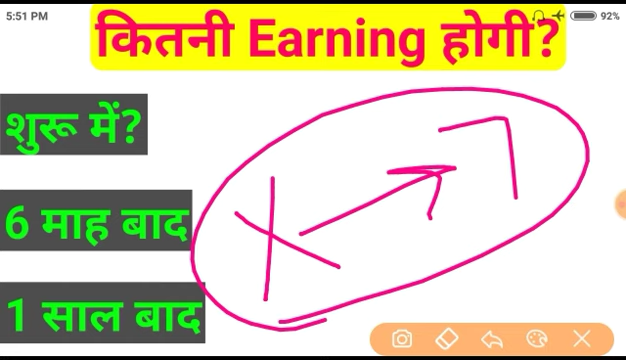 5:51 PM
92%
कितनी Earning होगी?
शुरू में?
6 माह बाद
1 साल बाद